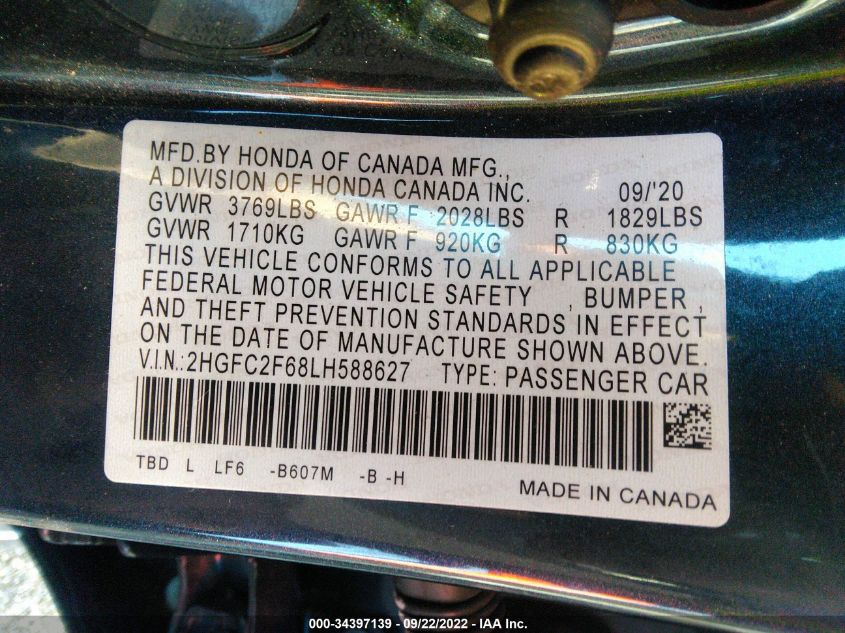 MFD.BY HONDA OF CANADA MFG.,
A DIVISION OF HONDA CANADA INC. 09/'20
GVWR 3769LBS GAWR F 2028LBS R 1829LBS
GVWR 1710KG GAWR F 920KG R 830KG
THIS VEHICLE CONFORMS TO ALL APPLICABLE
FEDERAL MOTOR VEHICLE SAFETY , BUMPER ,
AND THEFT PREVENTION STANDARDS IN EFFECT
ON THE DATE OF MANUFACTURE SHOWN ABOVE.
V.I.N.:2HGFC2F68LH588627 TYPE: PASSENGER CAR
TBD L LF6 -B607M -B -H
MADE IN CANADA
000-34397139 - 09/22/2022 - IAA Inc.